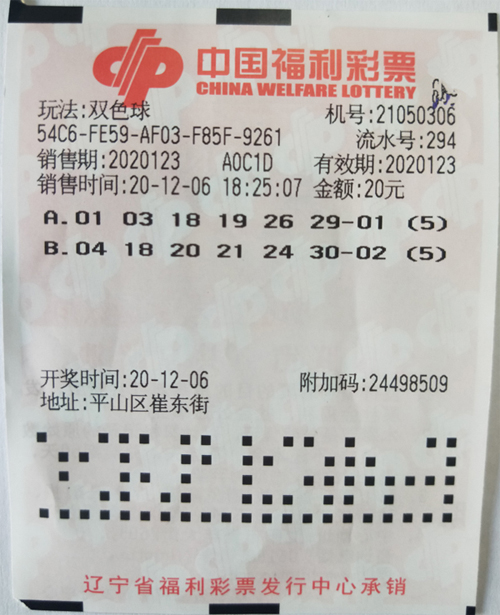 中国福利彩票
CHINA WELFARE LOTTERY
玩法:双色球 机号:21050306
54C6-FE59-AF03-F85F-9261 流水号:294
销售期:2020123 A0C1D 有效期:2020123
销售时间:20-12-06 18:25:07 金额:20元
A.01 03 18 19 26 29-01 (5)
B.04 18 20 21 24 30-02 (5)
开奖时间:20-12-06 附加码:24498509
地址:平山区崔东街
辽宁省福利彩票发行中心承销